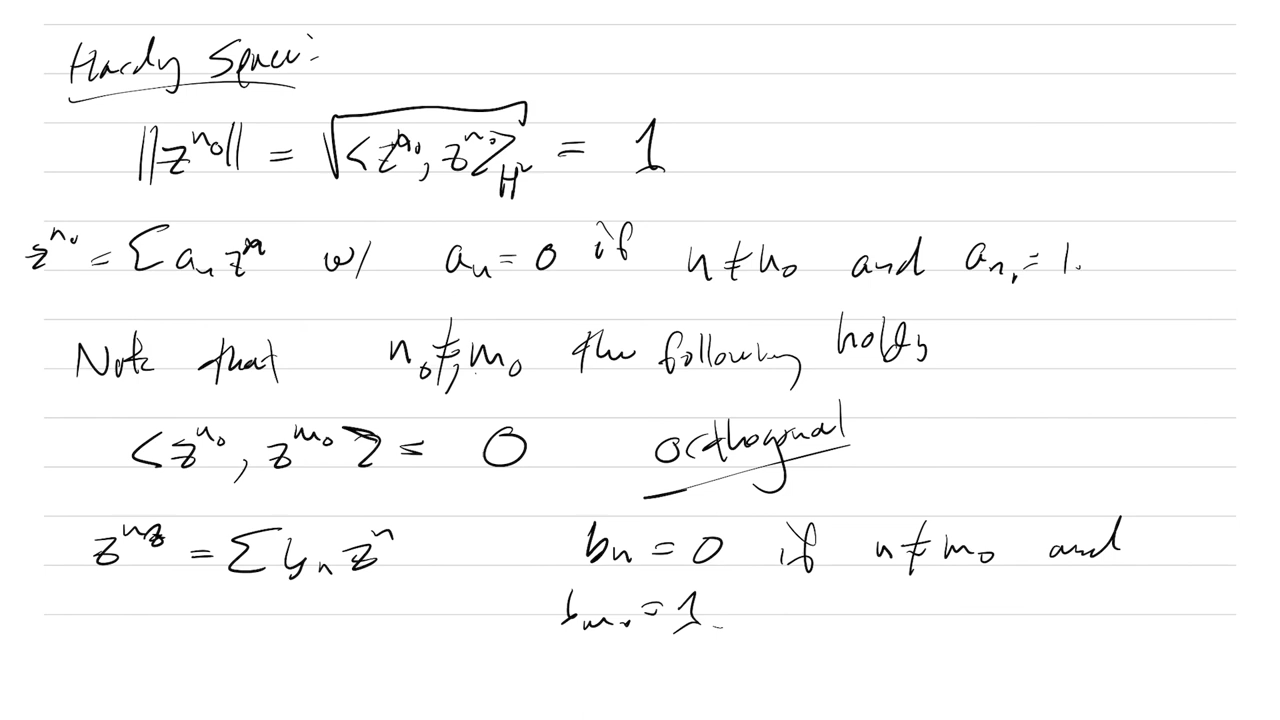 Hardy Space:
||z^{n_0}|| = √<z^{n_0}, z^{n_0}>_{H^2} = 1
z^{n_0} = Σ a_n z^n w/ a_n = 0 if n ≠ n_0 and a_{n_0} = 1.
Note that n_0 ≠ m_0, the following holds
<z^{n_0}, z^{m_0}> = 0 orthogonal
= Σ b_n z^n b_n = 0 if n ≠ m_0 and
b_{m_0} = 1.